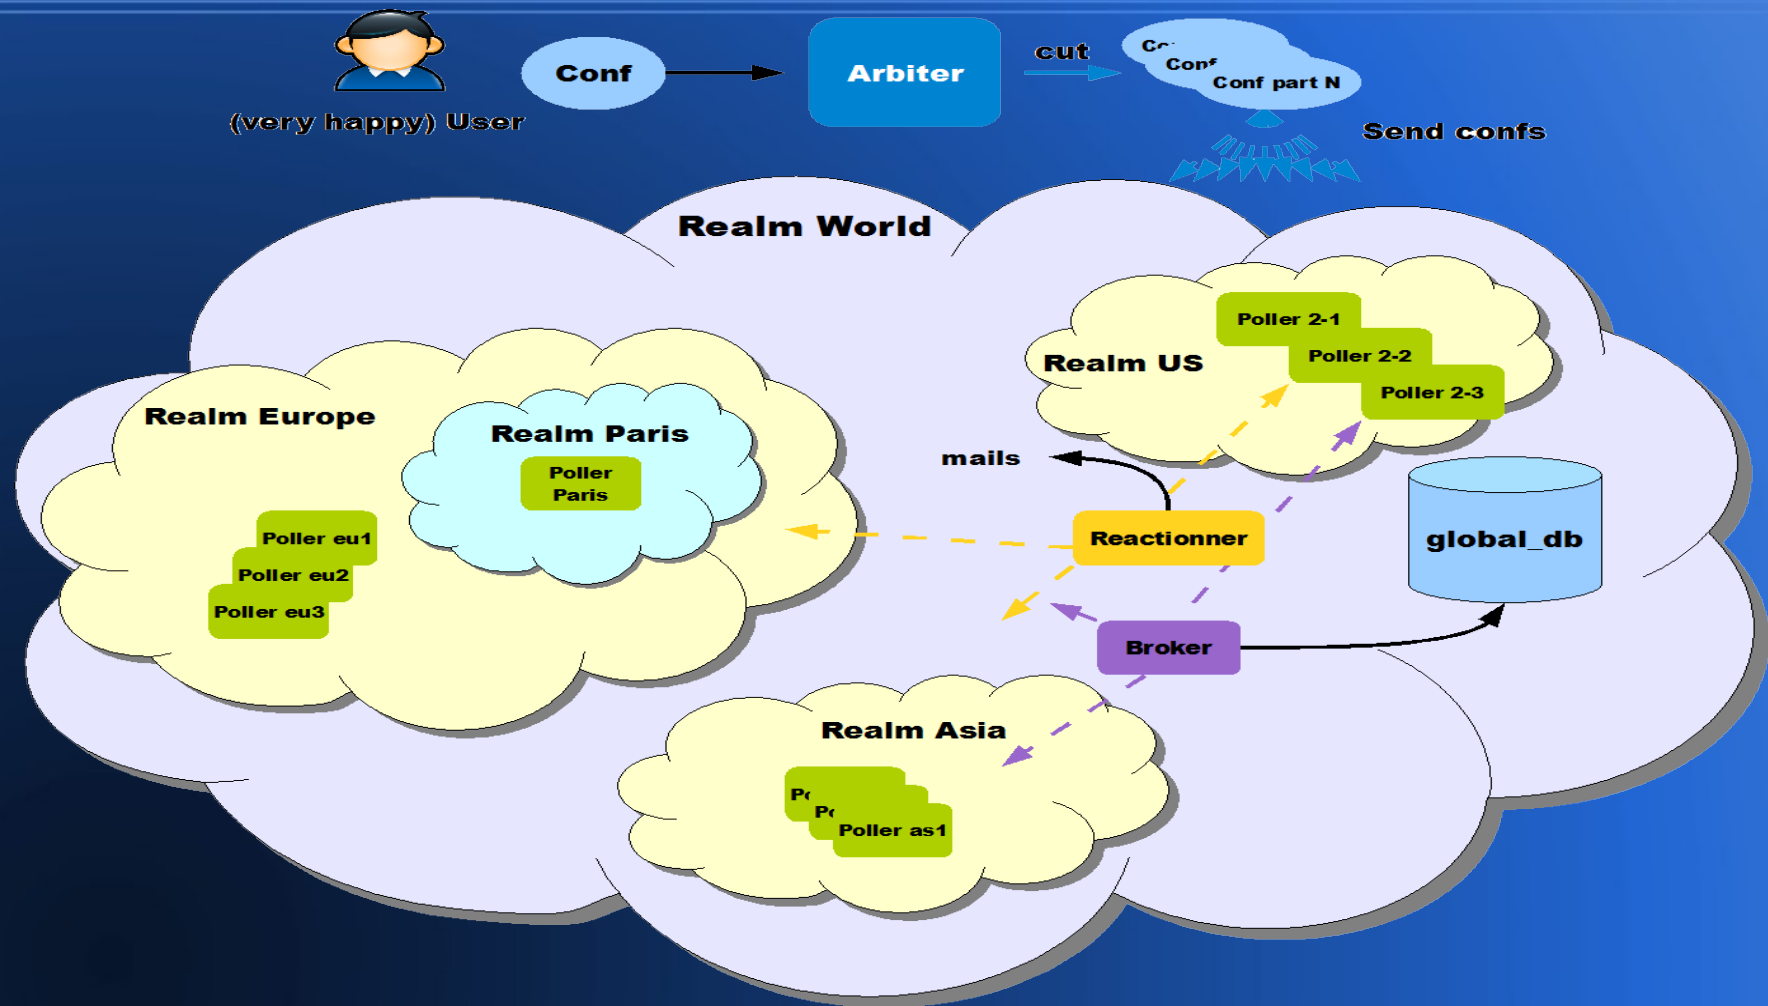 (very happy) User
Conf
Arbiter
cut
Conf
Conf part N
Send confs
Realm World
Realm Europe
Realm Paris
Poller
Paris
Poller eu1
Poller eu2
Poller eu3
Realm US
Poller 2-1
Poller 2-2
Poller 2-3
mails
Reactionner
global_db
Broker
Realm Asia
Poller as1